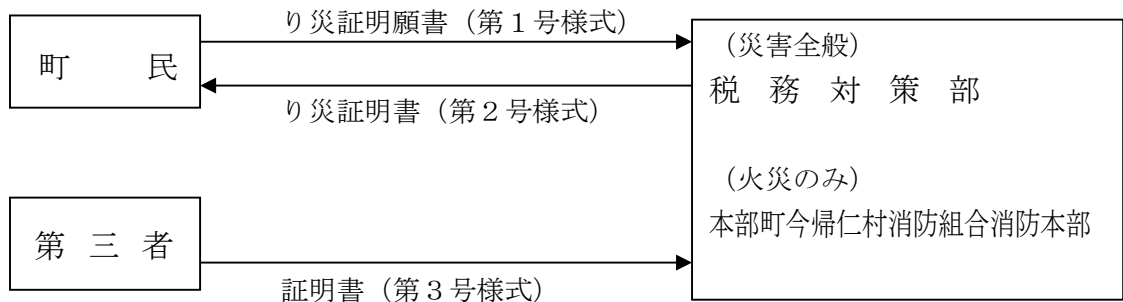 り災証明願書（第１号様式）
町　　民
り災証明書（第２号様式）
（災害全般）
税　務　対　策　部
（火災のみ）
本部町今帰仁村消防組合消防本部
第　三　者
証明書（第３号様式）